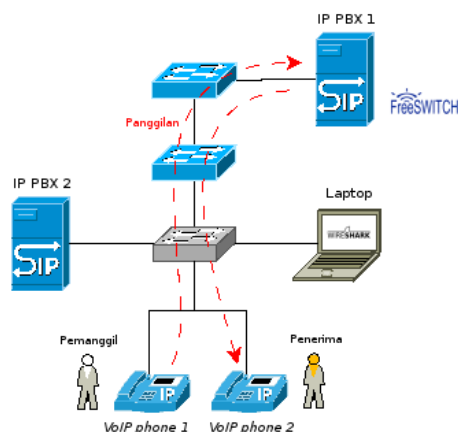 IP PBX 1
SIP
FreeSWITCH
Panggilan
IP PBX 2
SIP
Laptop
WIRESHARK
Pemanggil
Penerima
IP
IP
VoIP phone 1
VoIP phone 2